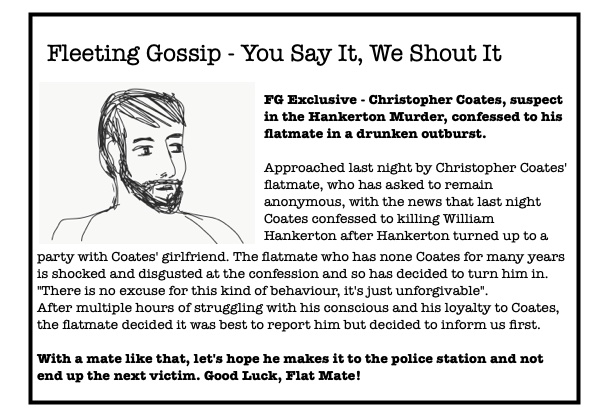 Fleeting Gossip - You Say It, We Shout It
FG Exclusive - Christopher Coates, suspect
in the Hankerton Murder, confessed to his
flatmate in a drunken outburst.
Approached last night by Christopher Coates'
flatmate, who has asked to remain
anonymous, with the news that last night
Coates confessed to killing William
Hankerton after Hankerton turned up to a
party with Coates' girlfriend. The flatmate who has none Coates for many years
is shocked and disgusted at the confession and so has decided to turn him in.
"There is no excuse for this kind of behaviour, it's just unforgivable".
After multiple hours of struggling with his conscious and his loyalty to Coates,
the flatmate decided it was best to report him but decided to inform us first.
With a mate like that, let's hope he makes it to the police station and not
end up the next victim. Good Luck, Flat Mate!